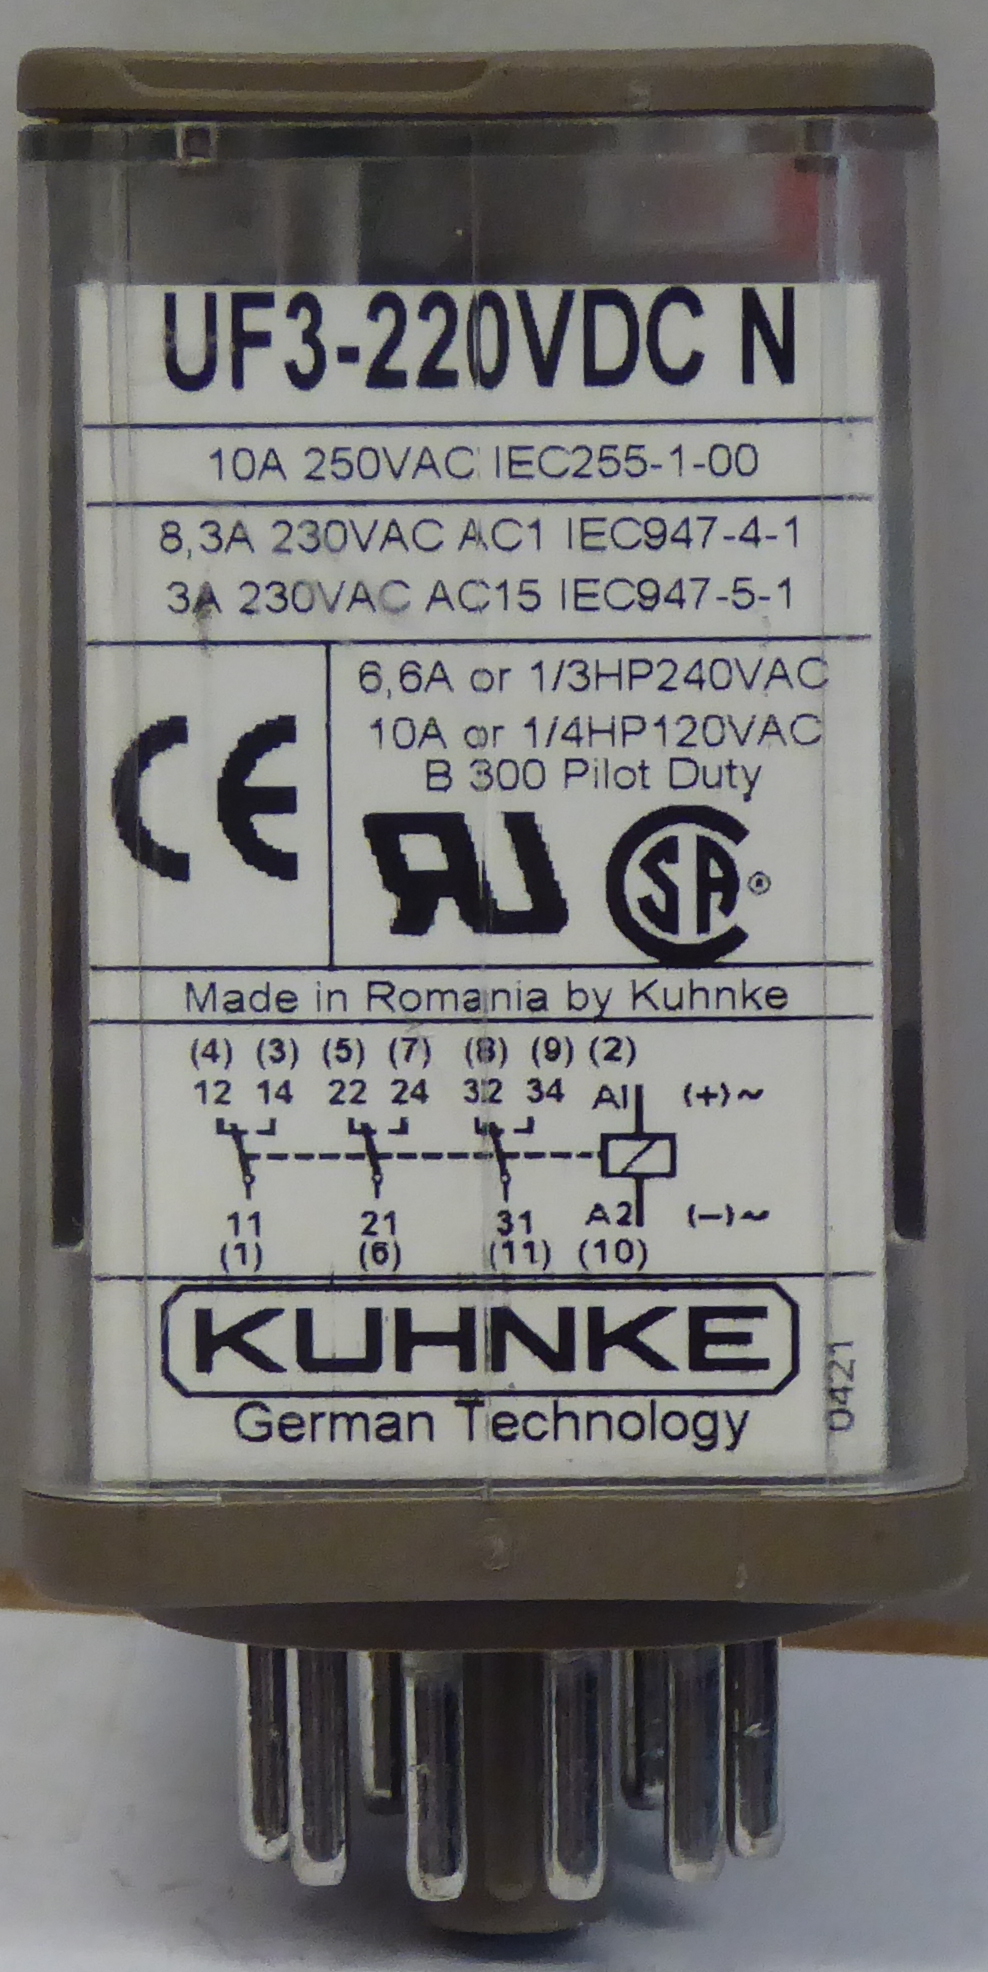 UF3-220VDC N
10A 250VAC IEC255-1-00
8,3A 230VAC AC1 IEC947-4-1
3A 230VAC AC15 IEC947-5-1
CE
6,6A or 1/3HP240VAC
10A or 1/4HP120VAC
B 300 Pilot Duty
RU SA®
Made in Romania by Kuhnke
(4) (3) (5) (7) (8) (9) (2)
12 14 22 24 32 34 A1 (+)~
11 21 31 A2 (-)~
(1) (6) (11) (10)
KUHNKE
German Technology
0421